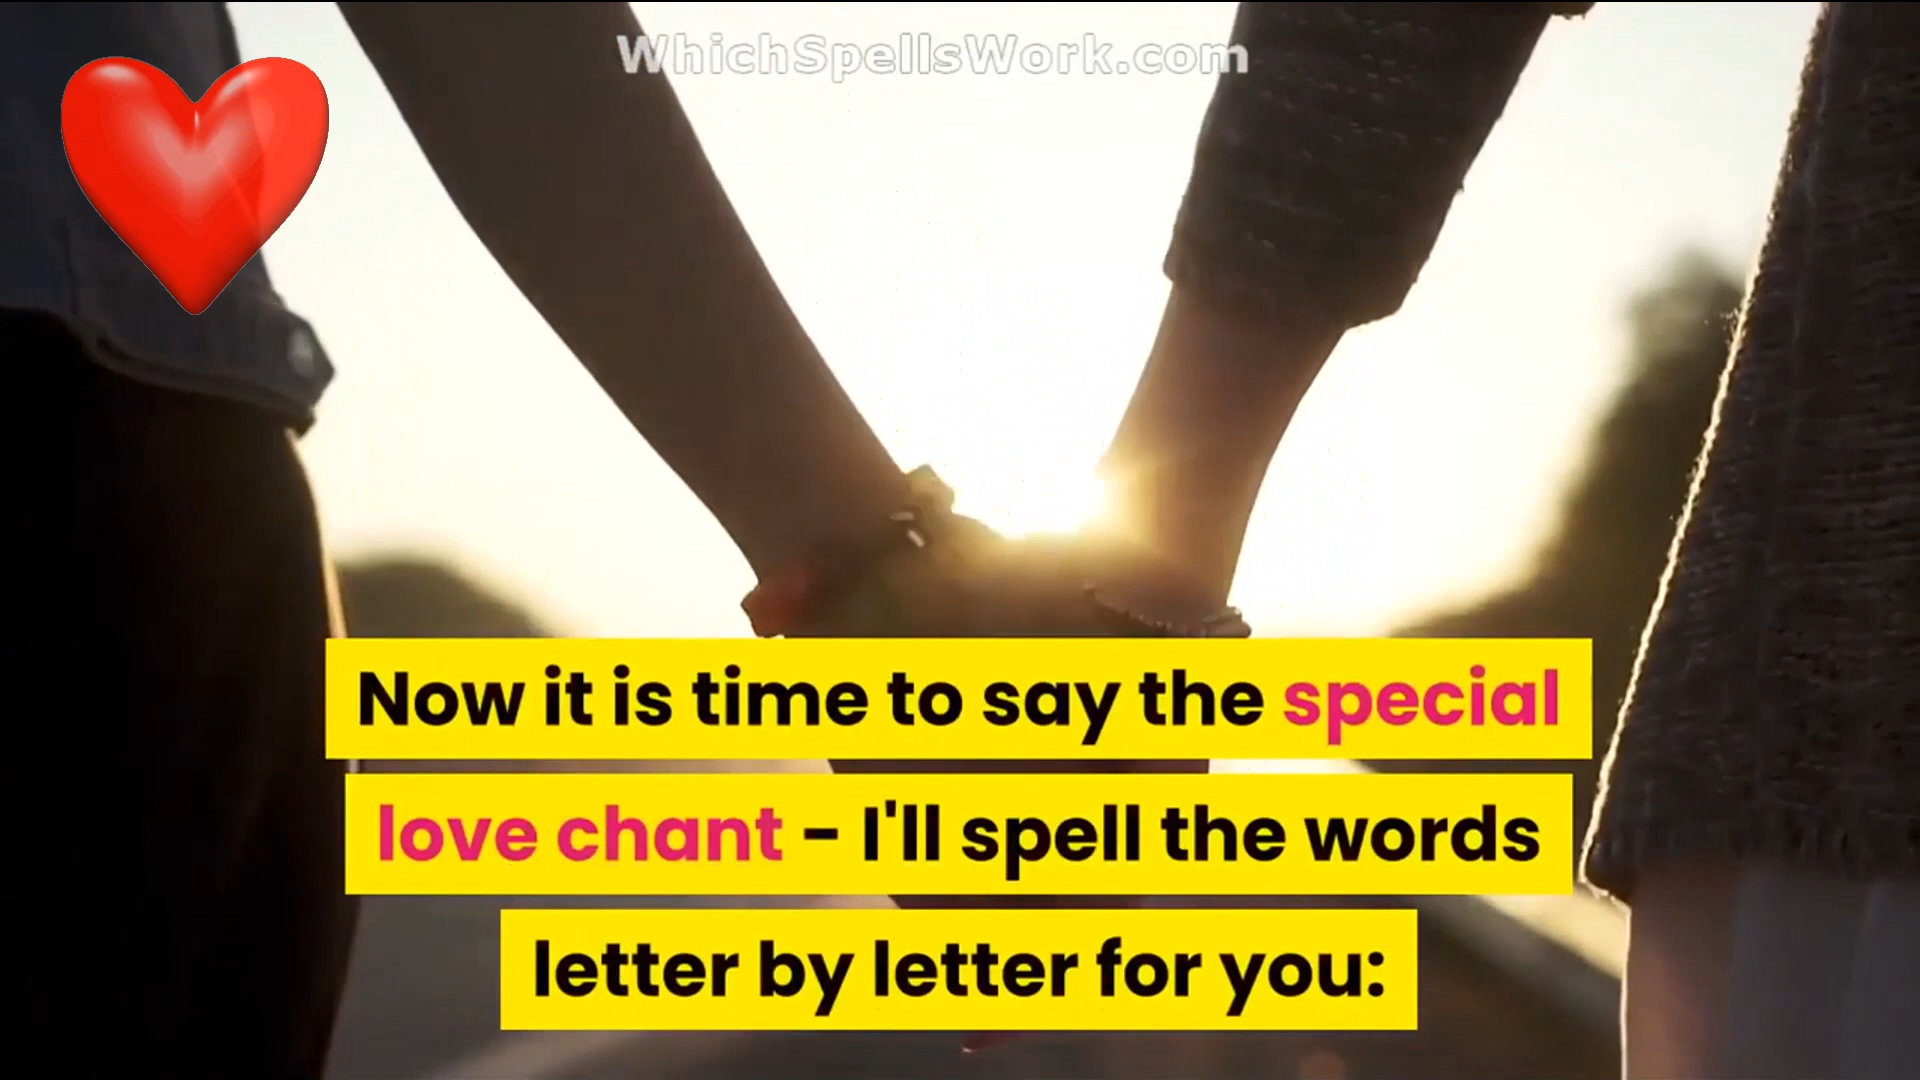 WhichSpellsWork.com
Now it is time to say the special
love chant - I'll spell the words
letter by letter for you: